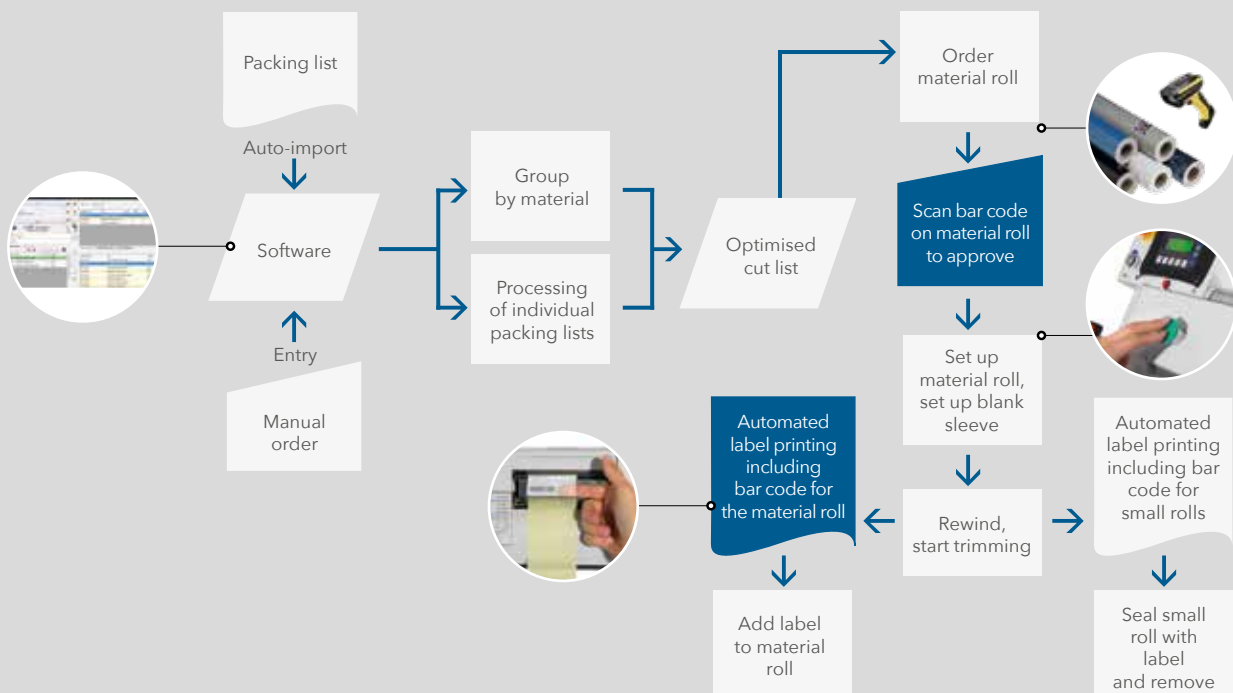 Packing list
Auto-import
Software
Entry
Manual
order
Group
by material
Processing
of individual
packing lists
Optimised
cut list
Order
material roll
Scan bar code
on material roll
to approve
Set up
material roll,
set up blank
sleeve
Rewind,
start trimming
Automated
label printing
including
bar code for
the material roll
Add label
to material
roll
Automated
label printing
including bar
code for
small rolls
Seal small
roll with
label
and remove